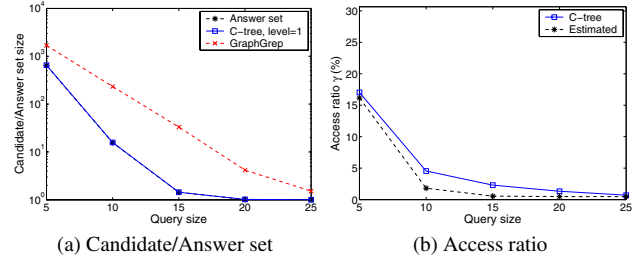 Answer set
C-tree, level=1
GraphGrep
Candidate/Answer set size
10^4
10^3
10^2
10^1
10^0
5 10 15 20 25
Query size
(a) Candidate/Answer set
C-tree
Estimated
Access ratio γ (%)
30
25
20
15
10
5
0
5 10 15 20 25
Query size
(b) Access ratio